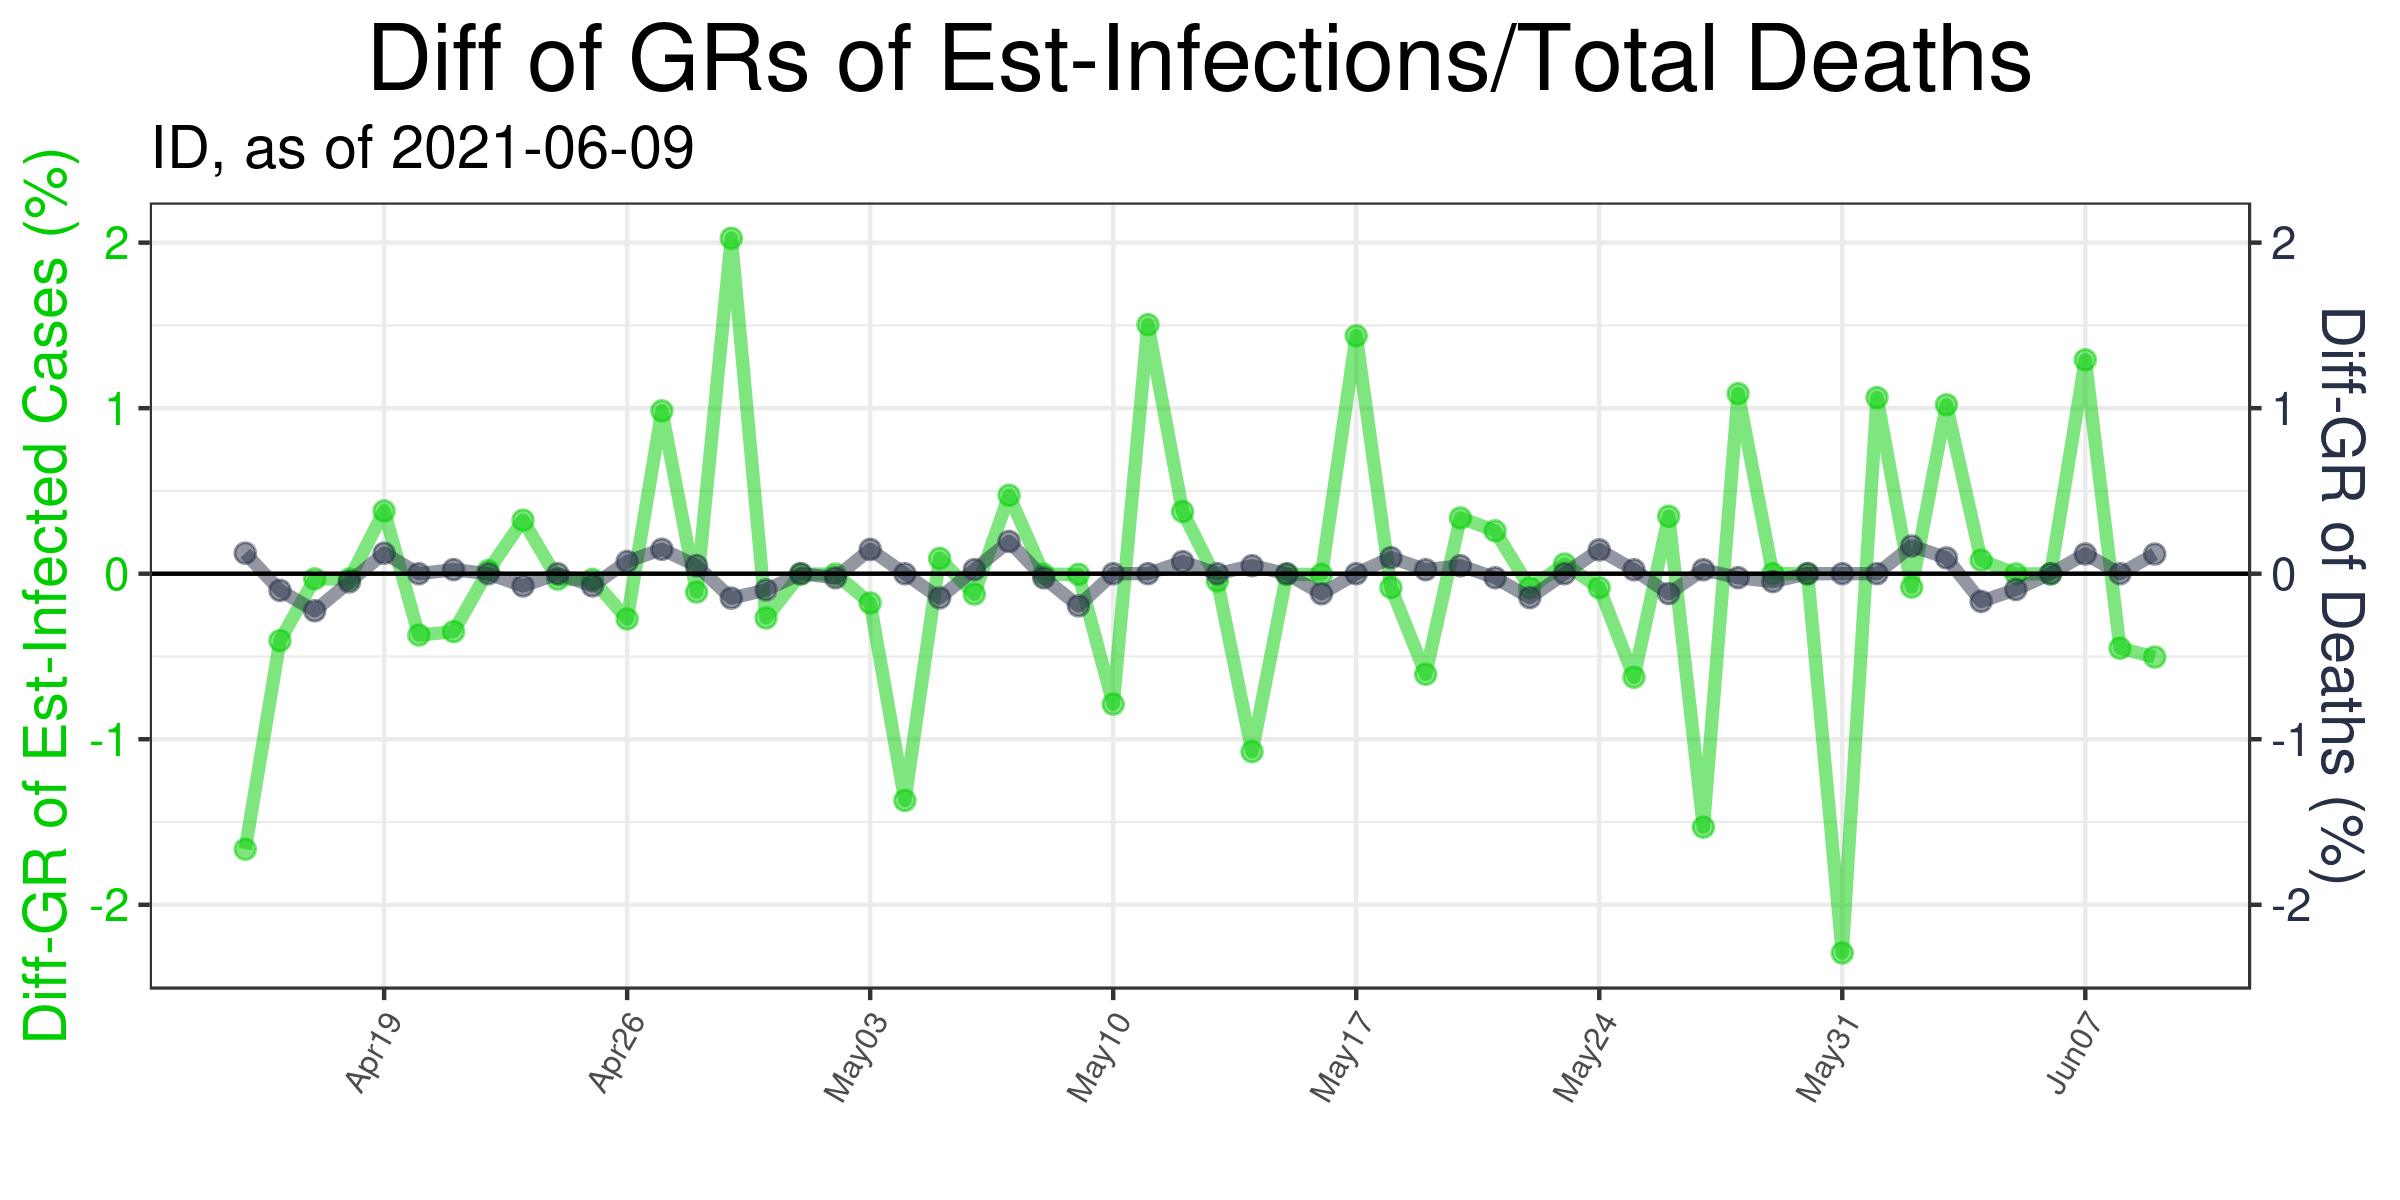 Diff of GRs of Est-Infections/Total Deaths
ID, as of 2021-06-09
Diff-GR of Est-Infected Cases (%)
2
1
0
-1
-2
2
1
0
-1
-2
Diff-GR of Deaths (%)
Apr19
Apr26
May03
May10
May17
May24
May31
Jun07